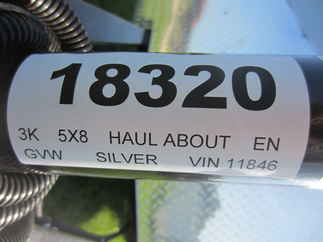 18320
3K 5X8 HAUL ABOUT EN
GVW SILVER VIN 11846